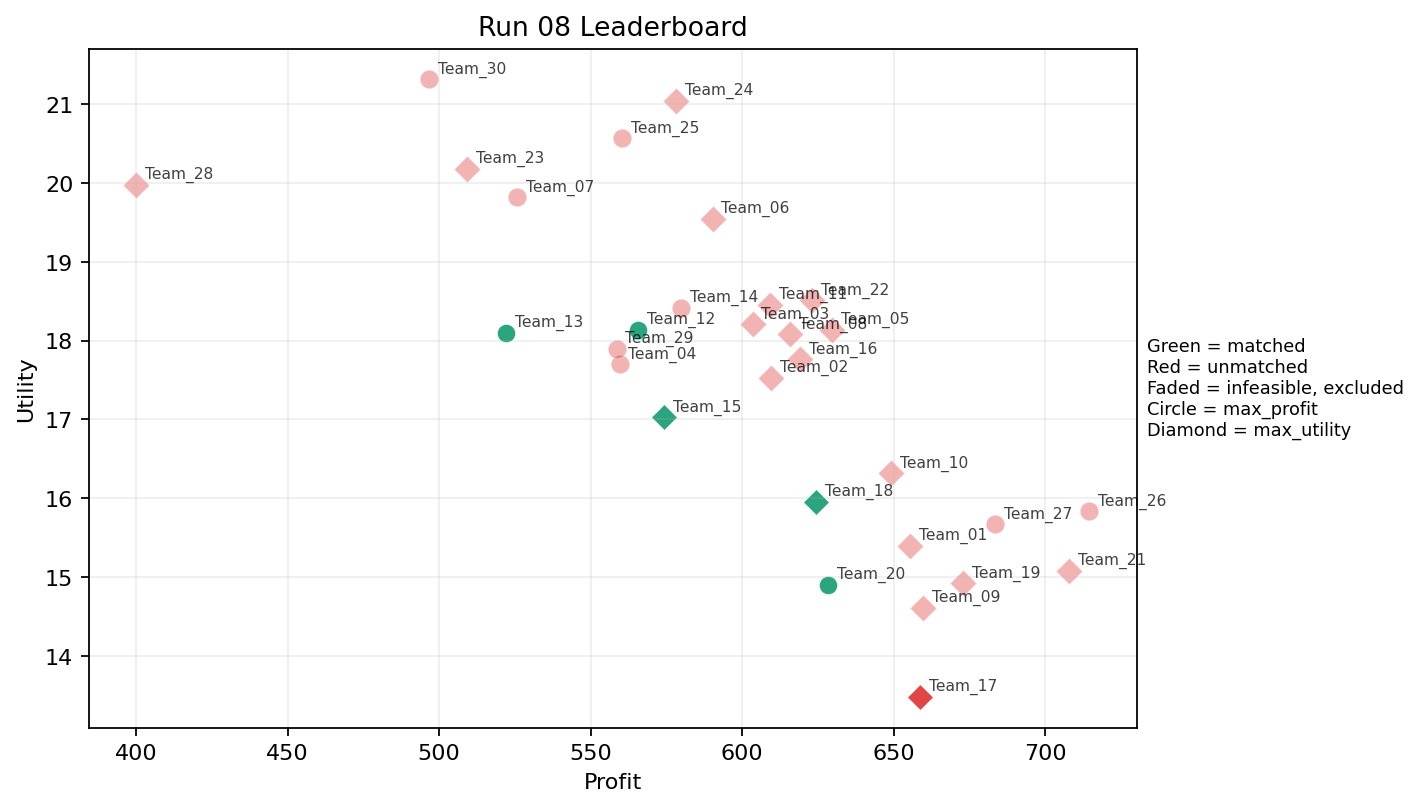 Run 08 Leaderboard
Team_30
Team_24
Team_25
Team_23
Team_28
Team_07
Team_06
Team_22
Team_11
Team_14
Team_03
Team_05
Team_12
Team_13
Team_08
Team_29
Team_16
Team_04
Team_02
Team_15
Team_10
Team_18
Team_26
Team_27
Team_01
Team_21
Team_20
Team_19
Team_09
Team_17
21
20
19
18
17
16
15
14
Utility
400
450
500
550
600
650
700
Profit
Green = matched
Red = unmatched
Faded = infeasible, excluded
Circle = max_profit
Diamond = max_utility